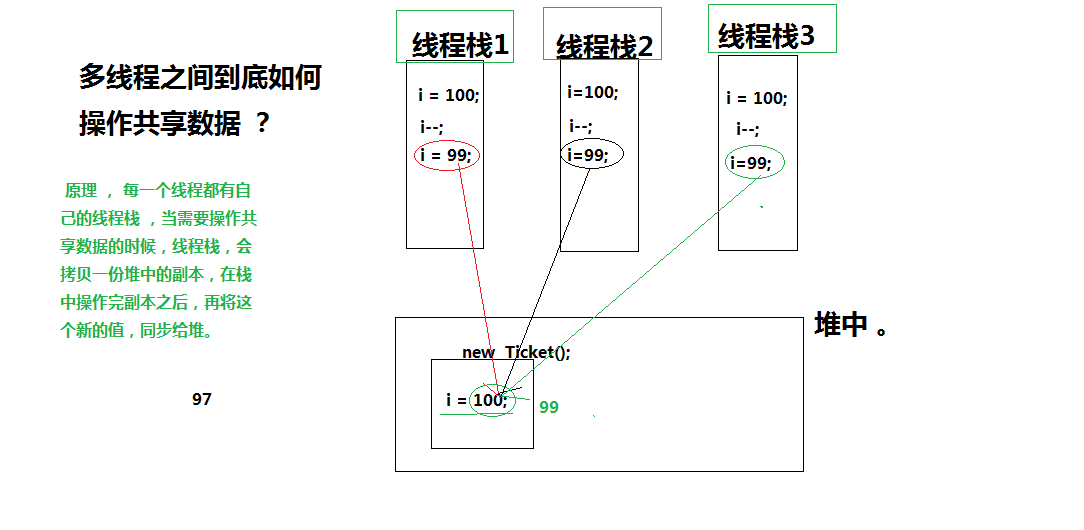 多线程之间到底如何
操作共享数据 ？
原理 ， 每一个线程都有自
己的线程栈 ，当需要操作共
享数据的时候，线程栈，会
拷贝一份堆中的副本，在栈
中操作完副本之后，再将这
个新的值，同步给堆。
97
线程栈1
i = 100;
i--;
i = 99;
线程栈2
i=100;
i--;
i=99;
线程栈3
i = 100;
i--;
i=99;
堆中 。
new Ticket();
i = 100;
99